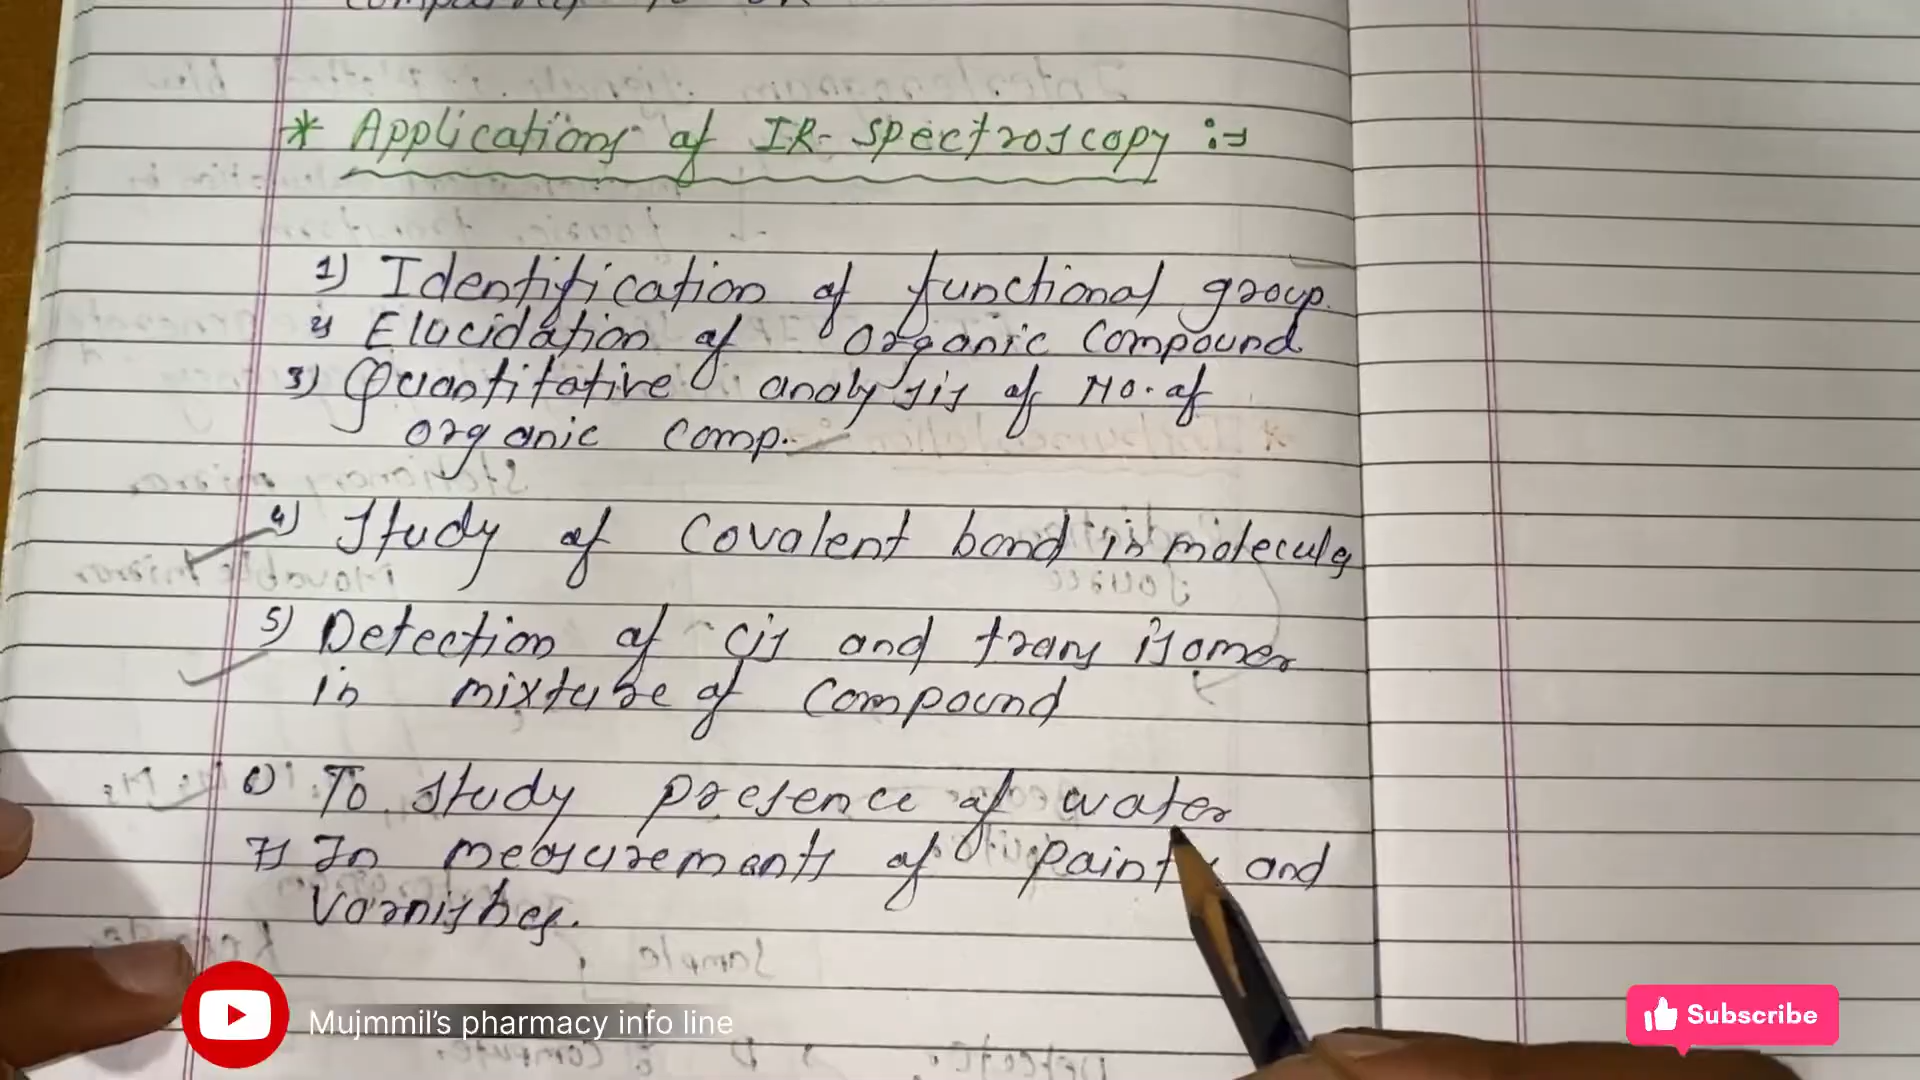 * Applications of IR- spectroscopy :-
1) Identification of functional group.
2) Elucidation of organic compound
3) Quantitative analysis of No. of
organic comp.
4) Study of covalent bond in molecules
5) Detection of cis and trans isomer
in mixture of compound
6) To study presence of water
7) In measurements of paints and
varnishes.
Mujmmil's pharmacy info line
Subscribe